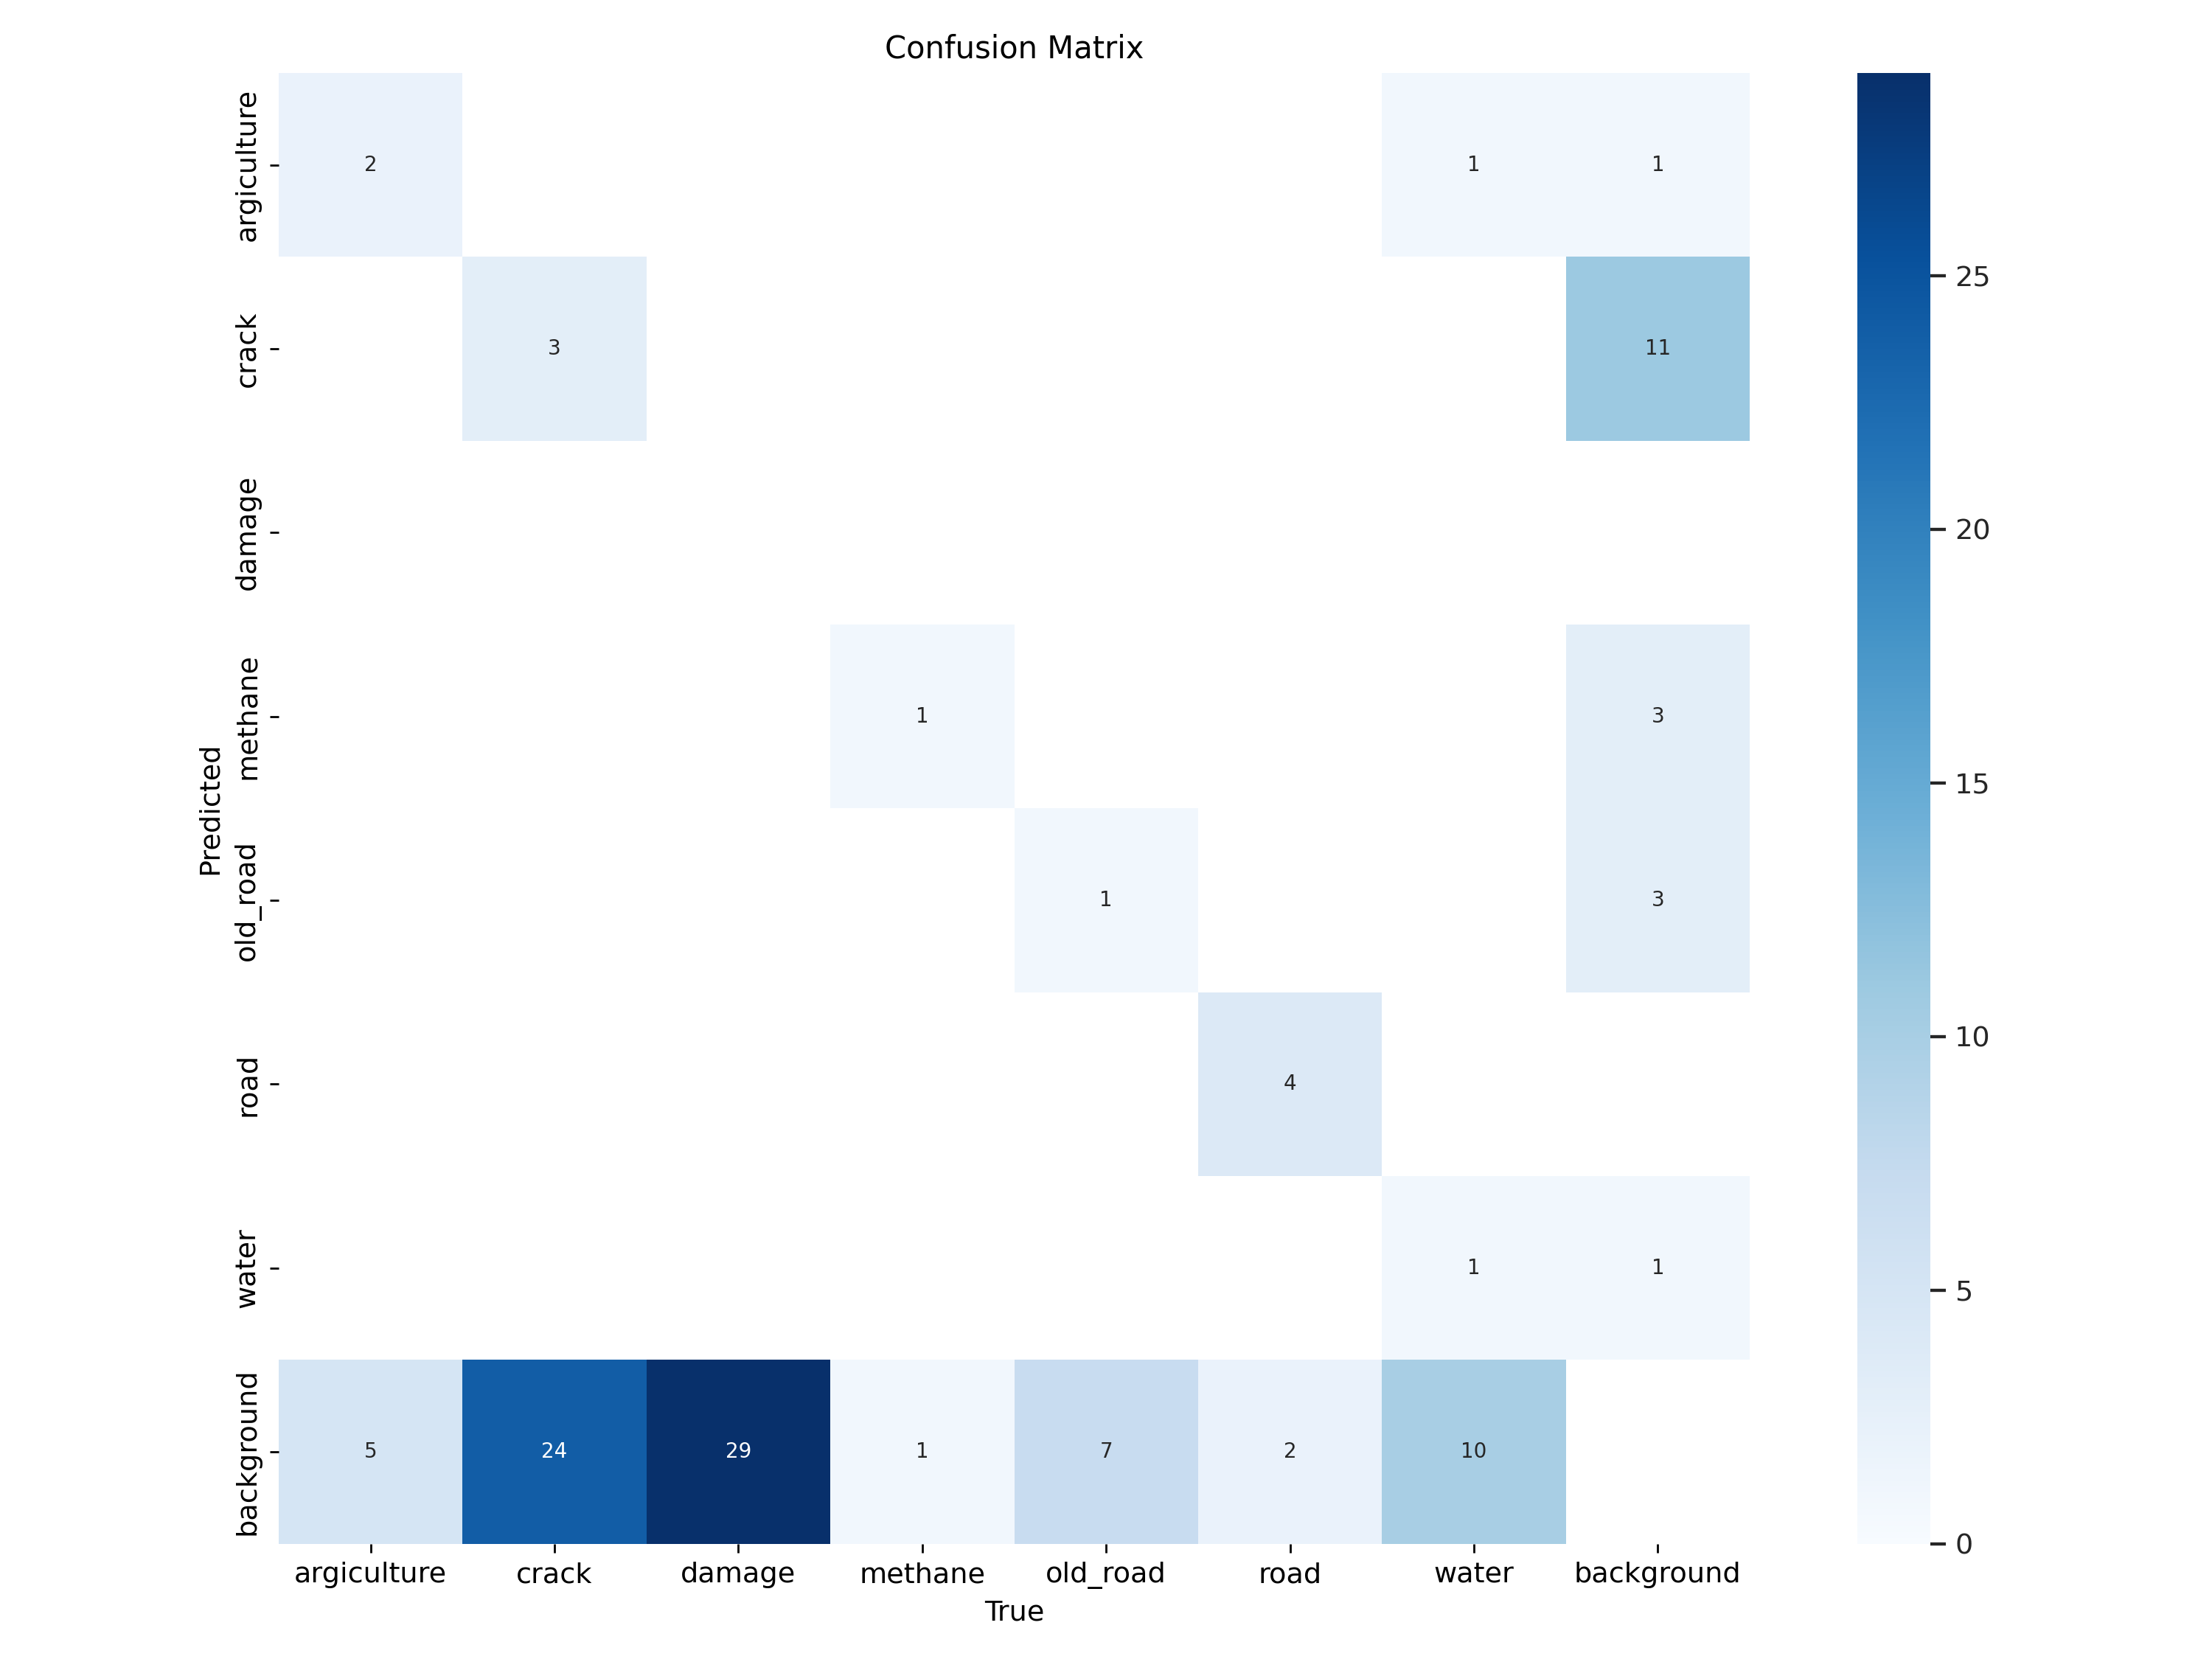 Confusion Matrix
argiculture
2
1
1
crack
3
11
damage
methane
1
3
old_road
1
3
road
4
water
1
1
background
5
24
29
1
7
2
10
Predicted
argiculture
crack
damage
methane
old_road
road
water
background
True
25
20
15
10
5
0